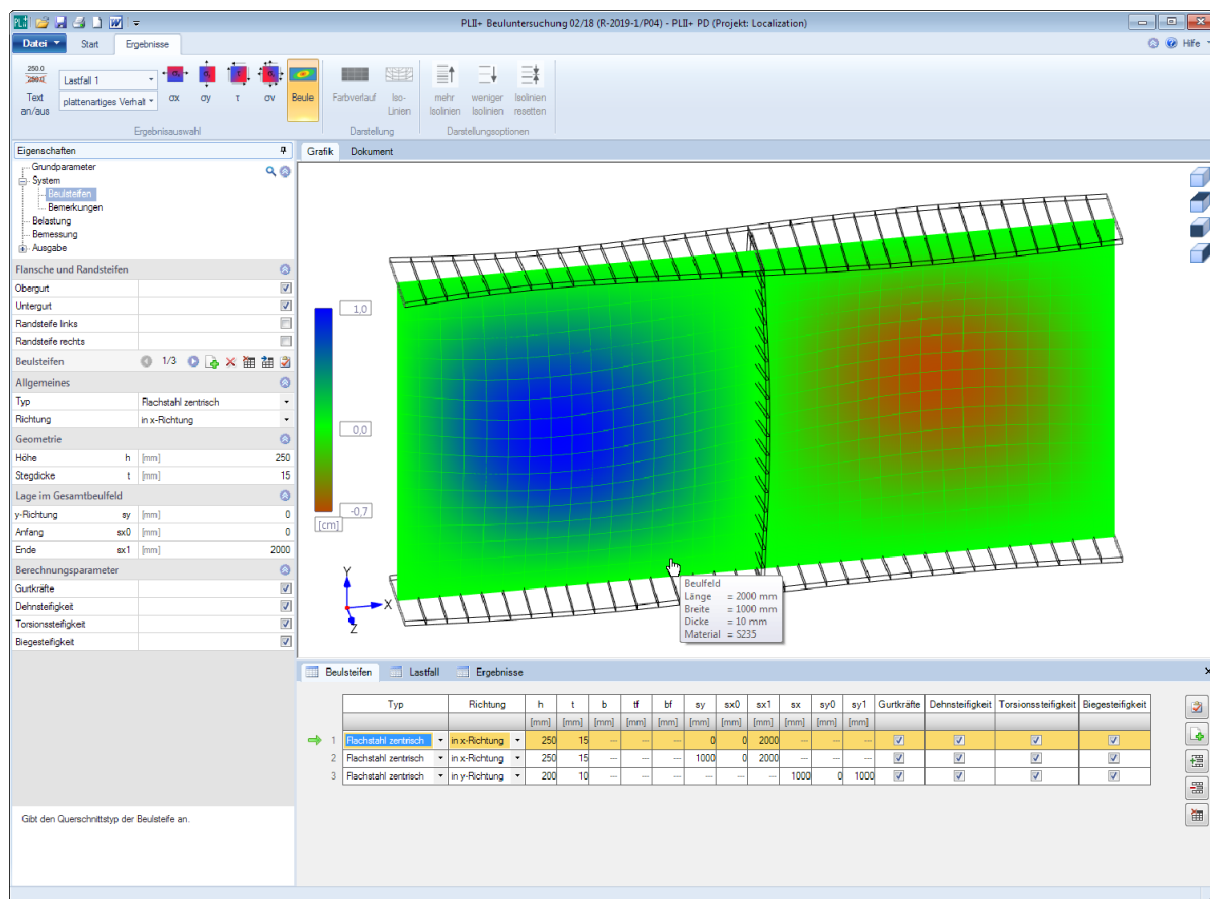 PLII+ Beuluntersuchung 02/18 (R-2019-1/P04) - PLII+ PD (Projekt: Localization)
Datei Start Ergebnisse Hilfe
250.0
250.0
Text an/aus
Lastfall 1
plattenartiges Verhalt
σx σy τ σv Beule
Farbverlauf Iso-Linien
mehr Isolinien weniger Isolinien Isolinien resetten
Ergebnisauswahl Darstellung Darstellungsoptionen
Eigenschaften
Grundparameter
System
Beulsteifen
Bemerkungen
Belastung
Bemessung
Ausgabe
Flansche und Randsteifen
Obergurt
Untergurt
Randsteife links
Randsteife rechts
Beulsteifen 1/3
Allgemeines
Typ Flachstahl zentrisch
Richtung in x-Richtung
Geometrie
Höhe h [mm] 250
Stegdicke t [mm] 15
Lage im Gesamtbeulfeld
y-Richtung sy [mm] 0
Anfang sx0 [mm] 0
Ende sx1 [mm] 2000
Berechnungsparameter
Gurtkräfte
Dehnsteifigkeit
Torsionssteifigkeit
Biegesteifigkeit
Gibt den Querschnittstyp der Beulsteife an.
Grafik Dokument
1,0
0,0
-0,7
[cm]
Y
X
Z
Beulfeld
Länge = 2000 mm
Breite = 1000 mm
Dicke = 10 mm
Material = S235
Beulsteifen Lastfall Ergebnisse
Typ Richtung h t b tf bf sy sx0 sx1 sx sy0 sy1 Gurtkräfte Dehnsteifigkeit Torsionssteifigkeit Biegesteifigkeit
[mm] [mm] [mm] [mm] [mm] [mm] [mm] [mm] [mm] [mm] [mm]
1 Flachstahl zentrisch in x-Richtung 250 15 — — — 0 0 2000 — — —
2 Flachstahl zentrisch in x-Richtung 250 15 — — — 1000 0 2000 — — —
3 Flachstahl zentrisch in y-Richtung 200 10 — — — — — — 1000 0 1000